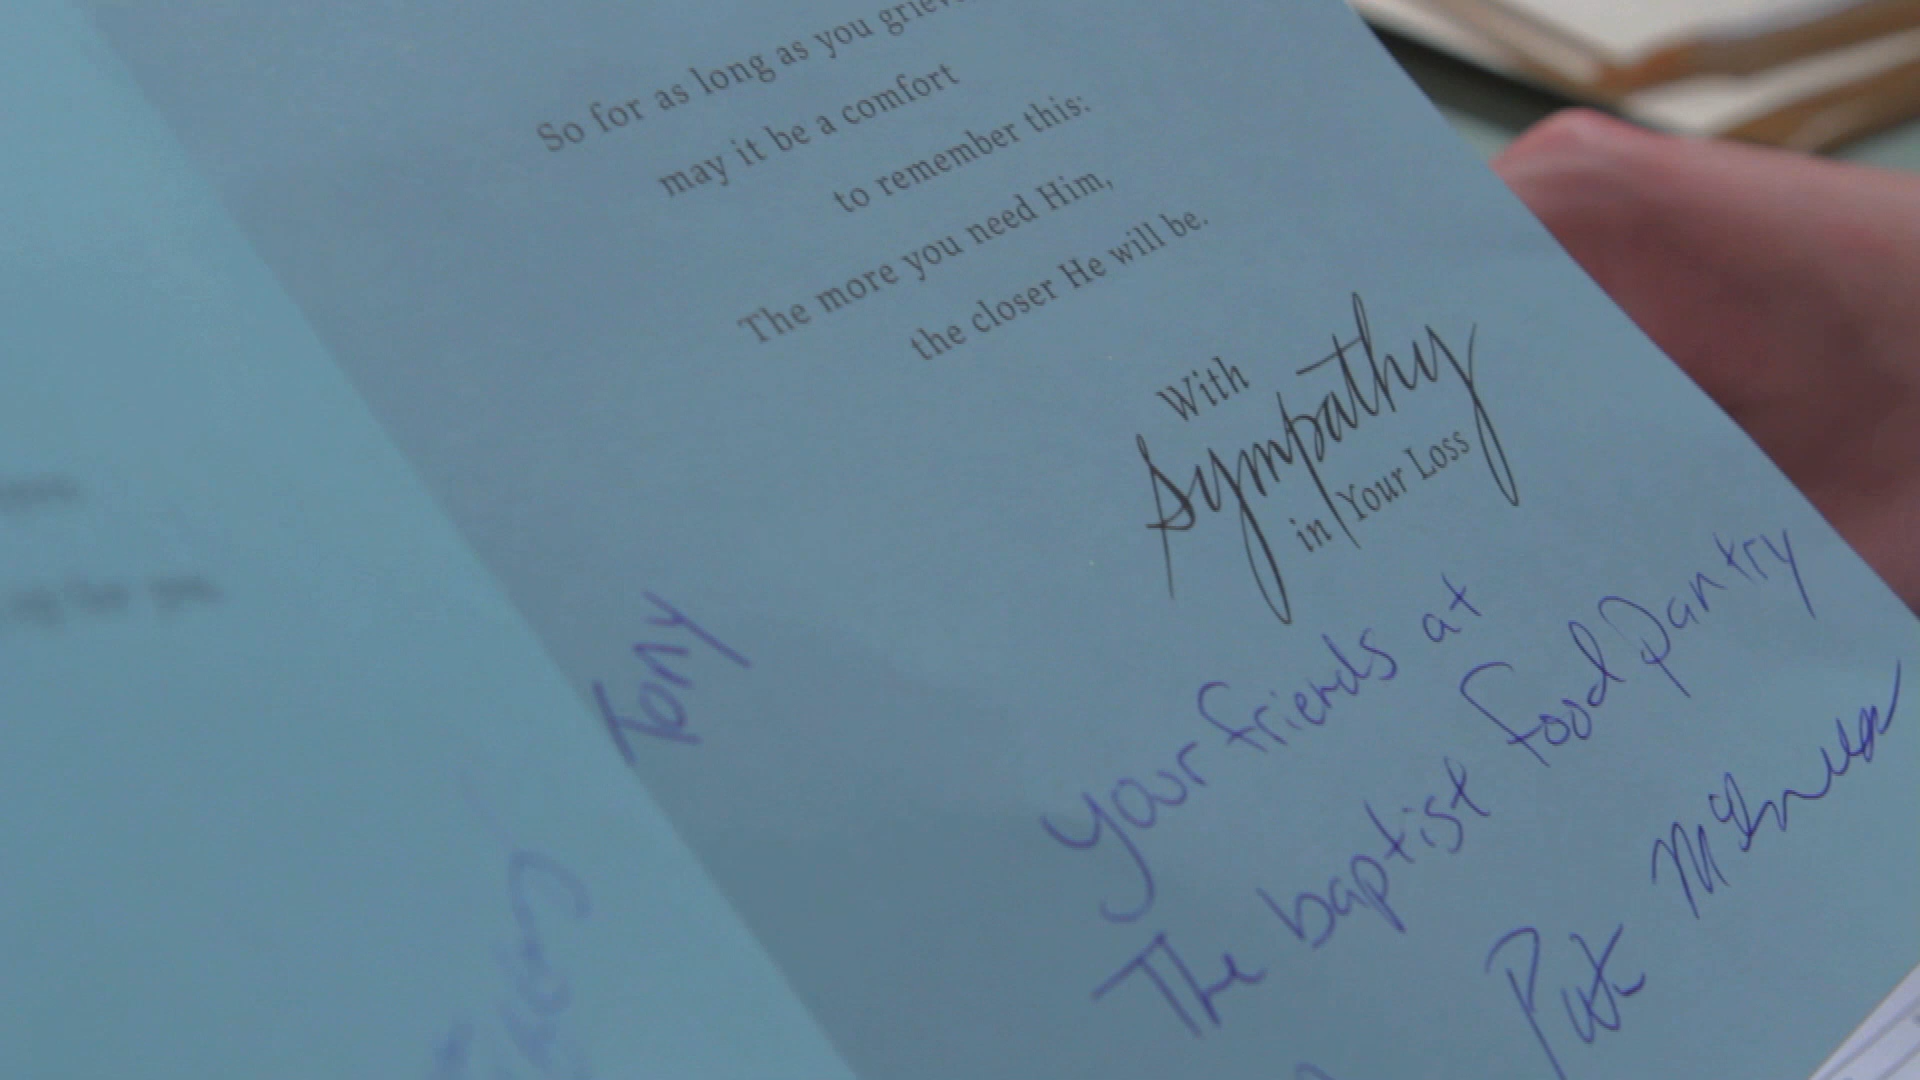 So for as long as you grieve,
may it be a comfort
to remember this:
The more you need Him,
the closer He will be.
With
Sympathy
in Your Loss
Tony
Your friends at
The baptist food pantry
Pat